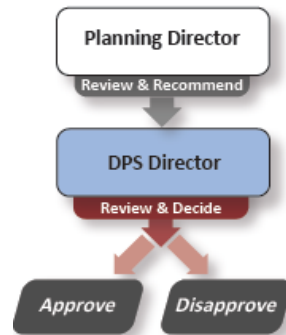 Planning Director
Review & Recommend
DPS Director
Review & Decide
Approve
Disapprove